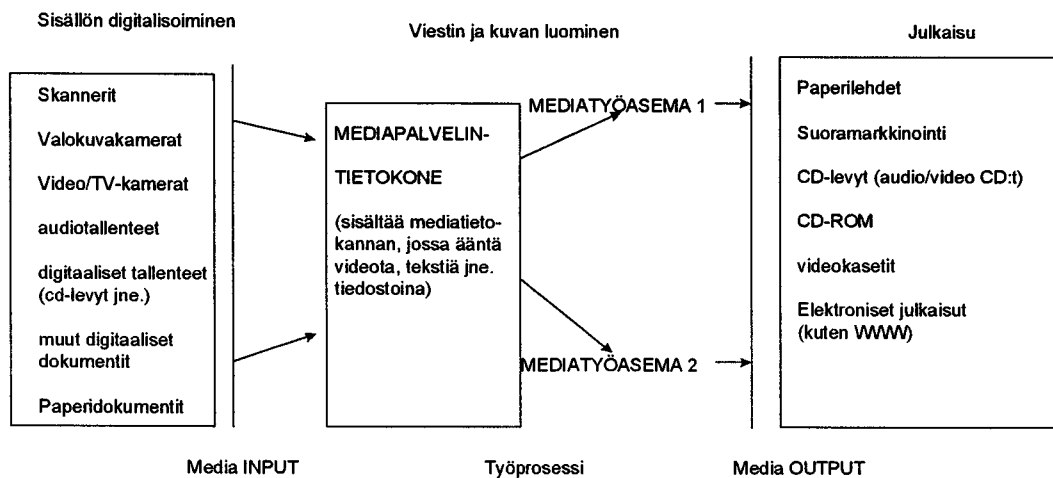 Sisällön digitalisoiminen
Viestin ja kuvan luominen
Julkaisu
Skannerit
Valokuvakamerat
Video/TV-kamerat
audiotallenteet
digitaaliset tallenteet
(cd-levyt jne.)
muut digitaaliset
dokumentit
Paperidokumentit
MEDIAPALVELIN-
TIETOKONE
(sisältää mediatieto-
kannan, jossa ääntä
videota, tekstiä jne.
tiedostoina)
MEDIATYÖASEMA 1
MEDIATYÖASEMA 2
Paperilehdet
Suoramarkkinointi
CD-levyt (audio/video CD:t)
CD-ROM
videokasetit
Elektroniset julkaisut
(kuten WWW)
Media INPUT
Työprosessi
Media OUTPUT